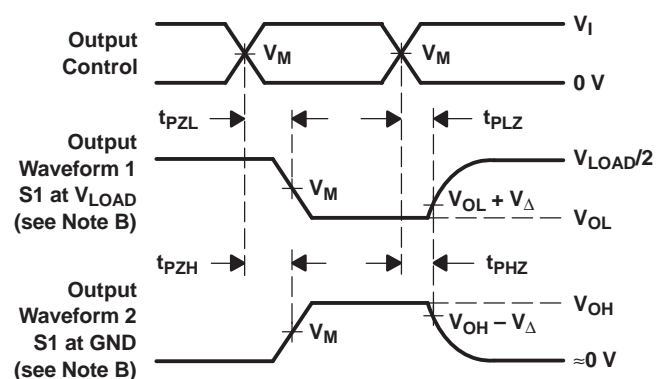 Output
Control
V_M
V_M
V_I
0 V
t_PZL
t_PLZ
Output
Waveform 1
S1 at V_LOAD
(see Note B)
V_M
V_LOAD/2
V_OL + V_Δ
V_OL
t_PZH
t_PHZ
Output
Waveform 2
S1 at GND
(see Note B)
V_M
V_OH
V_OH – V_Δ
≈0 V